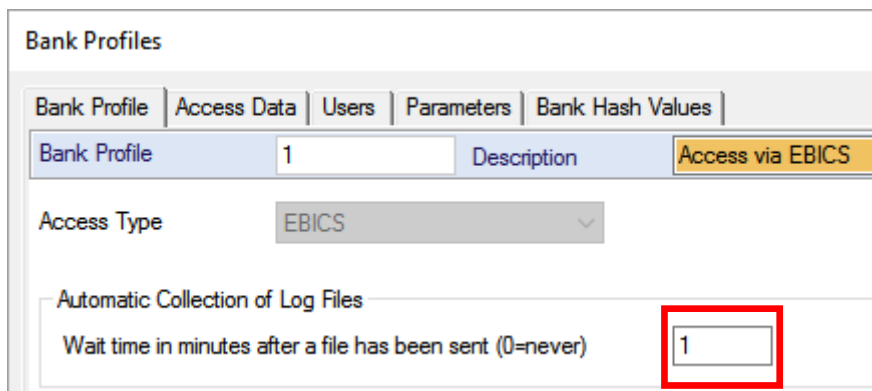 Bank Profiles
Bank Profile Access Data Users Parameters Bank Hash Values
Bank Profile 1 Description Access via EBICS
Access Type EBICS
Automatic Collection of Log Files
Wait time in minutes after a file has been sent (0=never) 1